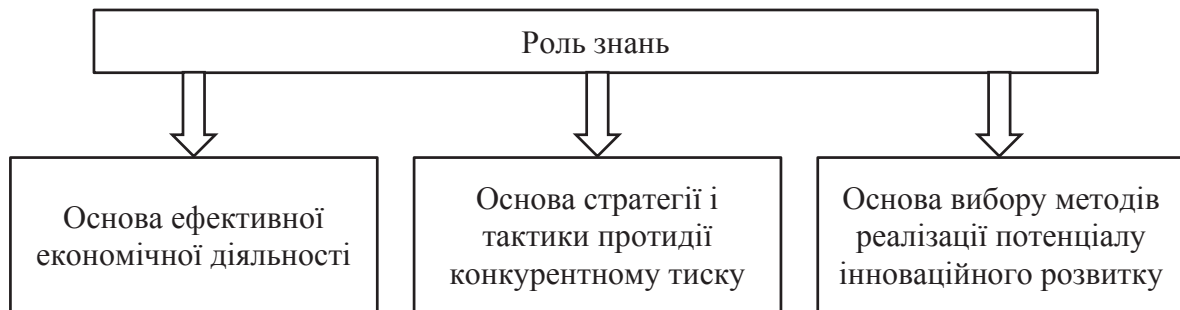 Роль знань
Основа ефективної
економічної діяльності
Основа стратегії і
тактики протидії
конкурентному тиску
Основа вибору методів
реалізації потенціалу
інноваційного розвитку